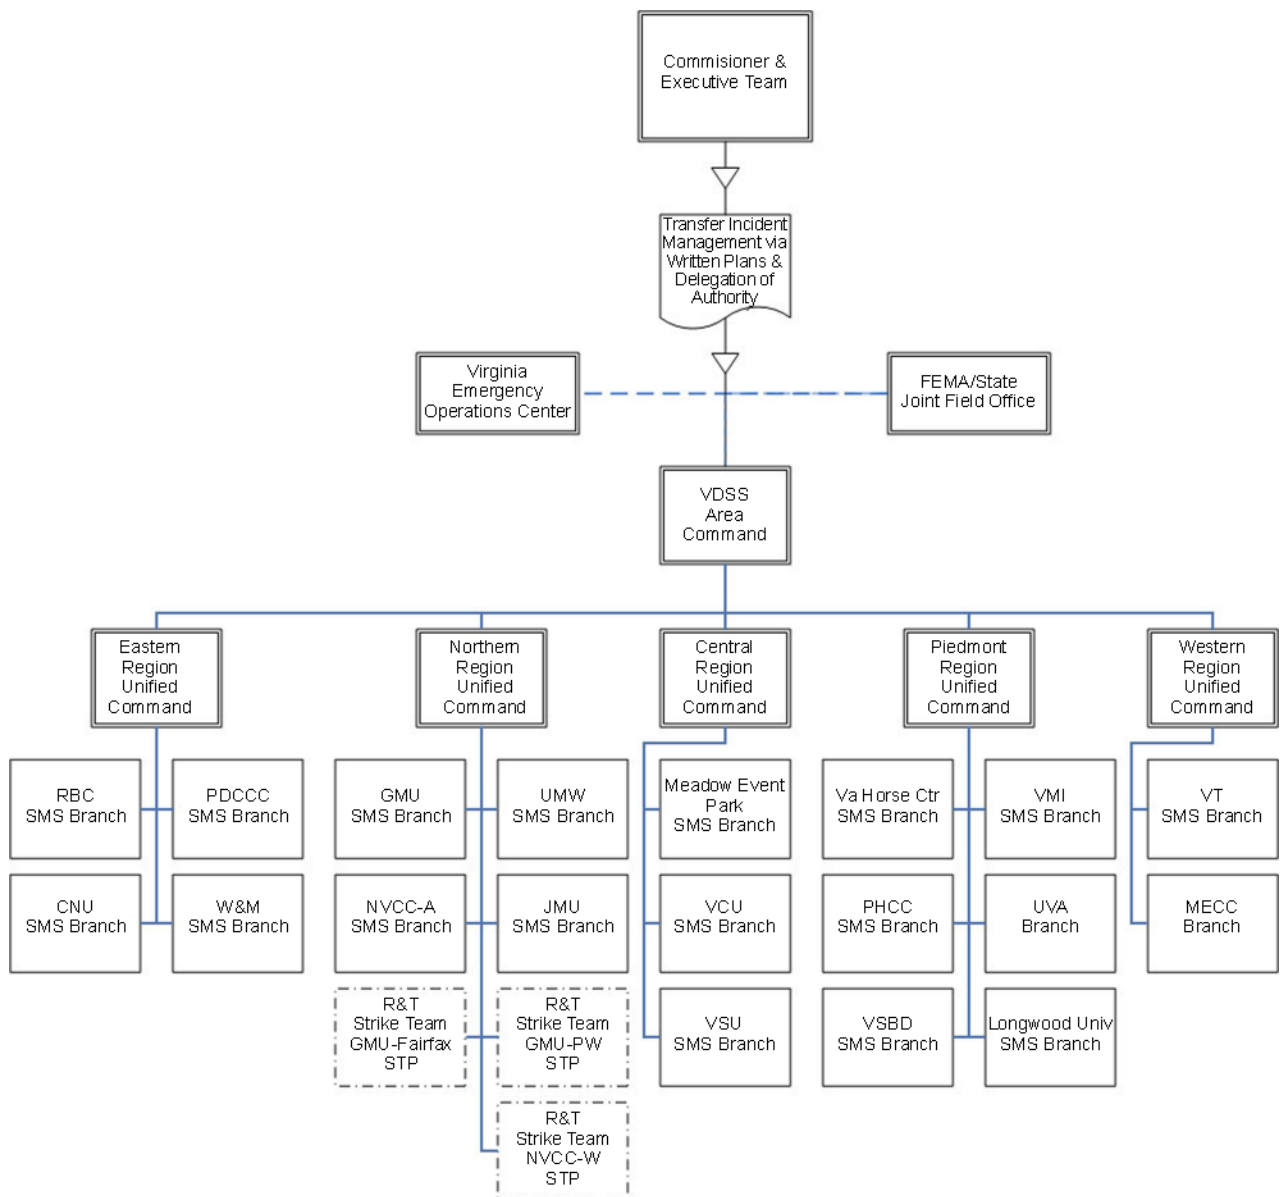 Commisioner &
Executive Team
Transfer Incident
Management via
Written Plans &
Delegation of
Authority
Virginia
Emergency
Operations Center
FEMA/State
Joint Field Office
VDSS
Area
Command
Eastern
Region
Unified
Command
Northern
Region
Unified
Command
Central
Region
Unified
Command
Piedmont
Region
Unified
Command
Western
Region
Unified
Command
RBC
SMS Branch
PDCCC
SMS Branch
GMU
SMS Branch
UMW
SMS Branch
Meadow Event
Park
SMS Branch
Va Horse Ctr
SMS Branch
VMI
SMS Branch
VT
SMS Branch
CNU
SMS Branch
W&M
SMS Branch
NVCC-A
SMS Branch
JMU
SMS Branch
VCU
SMS Branch
PHCC
SMS Branch
UVA
Branch
MECC
Branch
R&T
Strike Team
GMU-Fairfax
STP
R&T
Strike Team
GMU-PW
STP
VSU
SMS Branch
VSBD
SMS Branch
Longwood Univ
SMS Branch
R&T
Strike Team
NVCC-W
STP